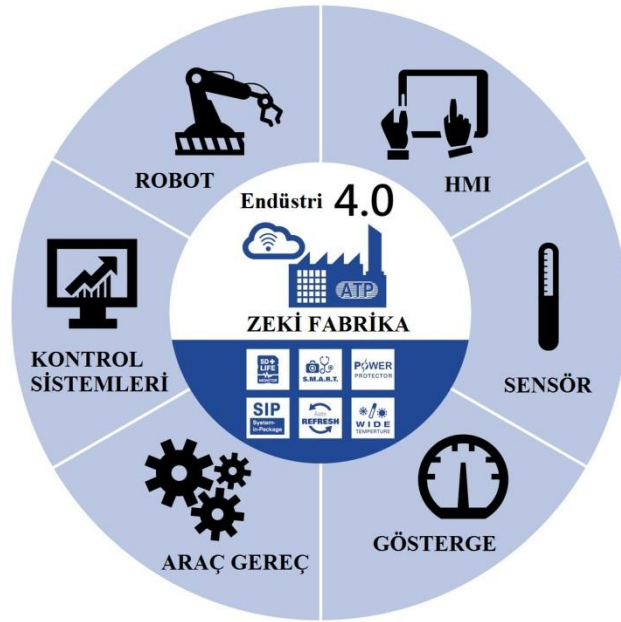 ROBOT
HMI
Endüstri 4.0
ATP
ZEKİ FABRİKA
KONTROL
SİSTEMLERİ
SENSÖR
SD+
LIFE
MONITOR
S.M.A.R.T.
POWER
PROTECTOR
SIP
System-
in-Package
Auto
REFRESH
WIDE
TEMPERTURE
ARAÇ GEREÇ
GÖSTERGE